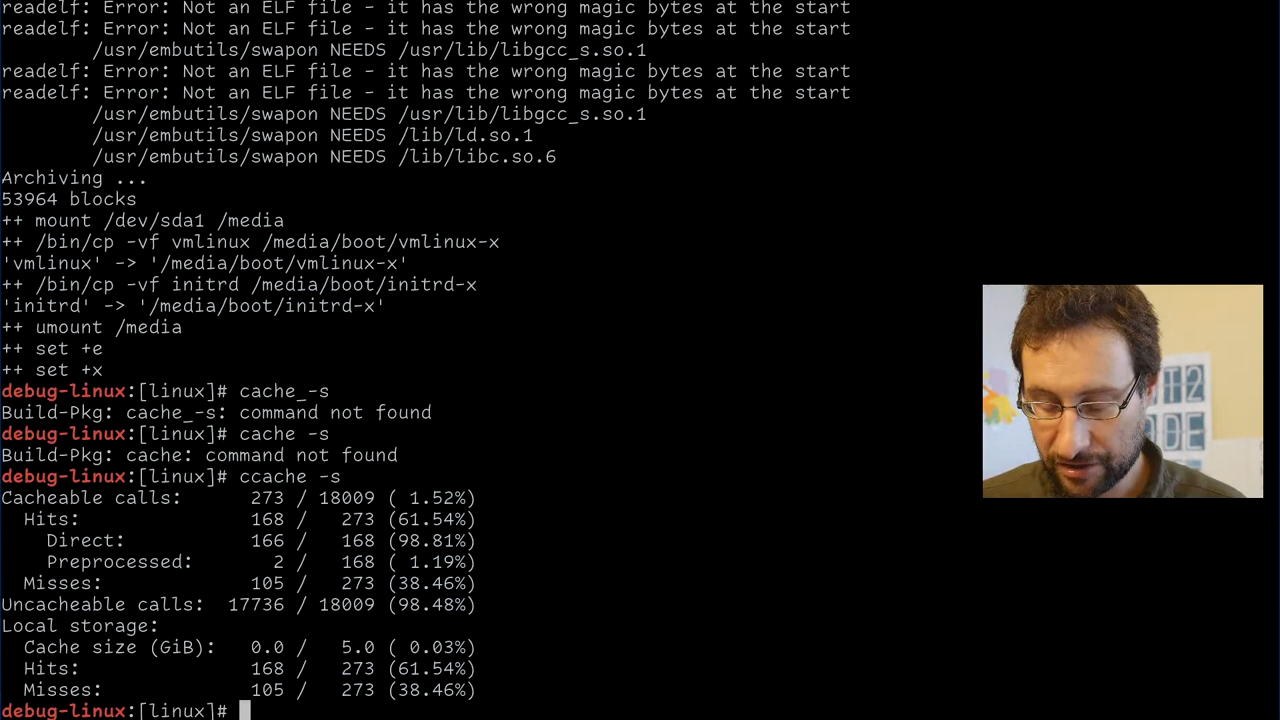 readelf: Error: Not an ELF file - it has the wrong magic bytes at the start
readelf: Error: Not an ELF file - it has the wrong magic bytes at the start
        /usr/embutils/swapon NEEDS /usr/lib/libgcc_s.so.1
readelf: Error: Not an ELF file - it has the wrong magic bytes at the start
readelf: Error: Not an ELF file - it has the wrong magic bytes at the start
        /usr/embutils/swapon NEEDS /usr/lib/libgcc_s.so.1
        /usr/embutils/swapon NEEDS /lib/ld.so.1
        /usr/embutils/swapon NEEDS /lib/libc.so.6
Archiving ...
53964 blocks
++ mount /dev/sda1 /media
++ /bin/cp -vf vmlinux /media/boot/vmlinux-x
'vmlinux' -> '/media/boot/vmlinux-x'
++ /bin/cp -vf initrd /media/boot/initrd-x
'initrd' -> '/media/boot/initrd-x'
++ umount /media
++ set +e
++ set +x
debug-linux:[linux]# cache_-s
Build-Pkg: cache_-s: command not found
debug-linux:[linux]# cache -s
Build-Pkg: cache: command not found
debug-linux:[linux]# ccache -s
Cacheable calls:      273 / 18009 ( 1.52%)
  Hits:               168 /   273 (61.54%)
    Direct:           166 /   168 (98.81%)
    Preprocessed:       2 /   168 ( 1.19%)
  Misses:             105 /   273 (38.46%)
Uncacheable calls:  17736 / 18009 (98.48%)
Local storage:
  Cache size (GiB):   0.0 /   5.0 ( 0.03%)
  Hits:               168 /   273 (61.54%)
  Misses:             105 /   273 (38.46%)
debug-linux:[linux]#